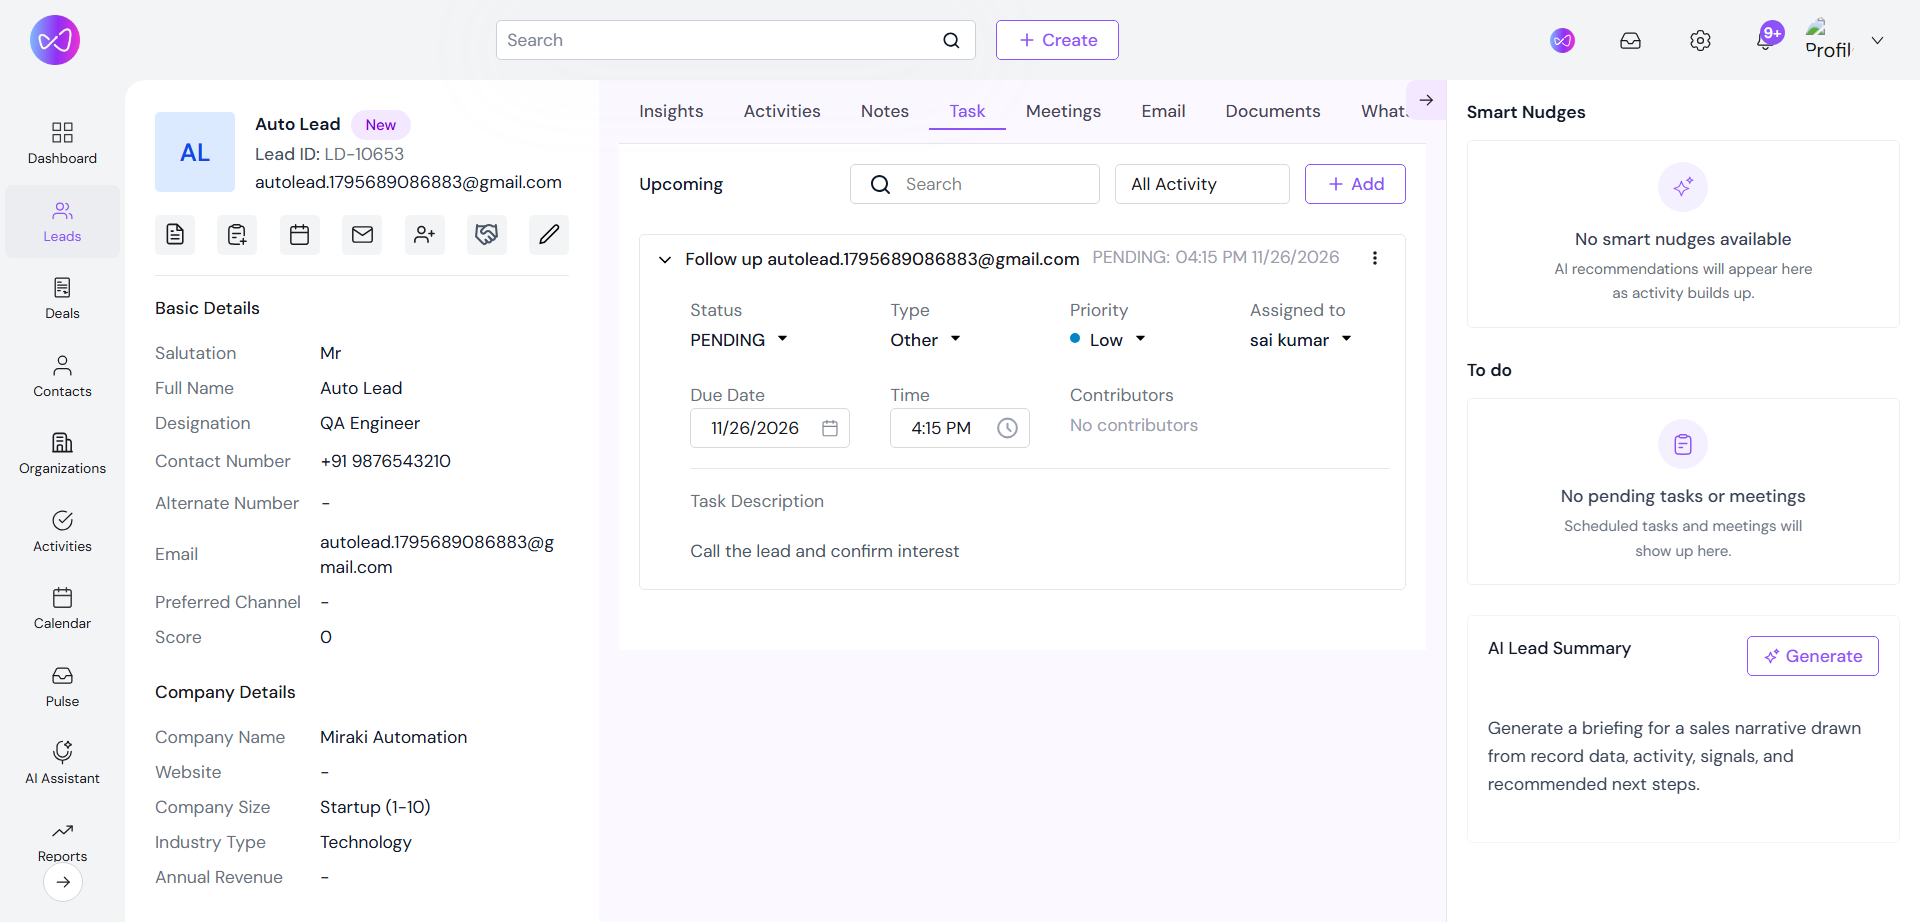 Search
+ Create
9+
Profil
Dashboard
Leads
Deals
Contacts
Organizations
Activities
Calendar
Pulse
AI Assistant
Reports
AL
Auto Lead New
Lead ID: LD-10653
autolead.1795689086883@gmail.com
Basic Details
Salutation Mr
Full Name Auto Lead
Designation QA Engineer
Contact Number +91 9876543210
Alternate Number -
Email autolead.1795689086883@g
mail.com
Preferred Channel -
Score 0
Company Details
Company Name Miraki Automation
Website -
Company Size Startup (1-10)
Industry Type Technology
Annual Revenue -
Insights Activities Notes Task Meetings Email Documents What
Upcoming Search All Activity + Add
Follow up autolead.1795689086883@gmail.com PENDING: 04:15 PM 11/26/2026
Status Type Priority Assigned to
PENDING Other Low sai kumar
Due Date Time Contributors
11/26/2026 4:15 PM No contributors
Task Description
Call the lead and confirm interest
Smart Nudges
No smart nudges available
AI recommendations will appear here
as activity builds up.
To do
No pending tasks or meetings
Scheduled tasks and meetings will
show up here.
AI Lead Summary Generate
Generate a briefing for a sales narrative drawn
from record data, activity, signals, and
recommended next steps.